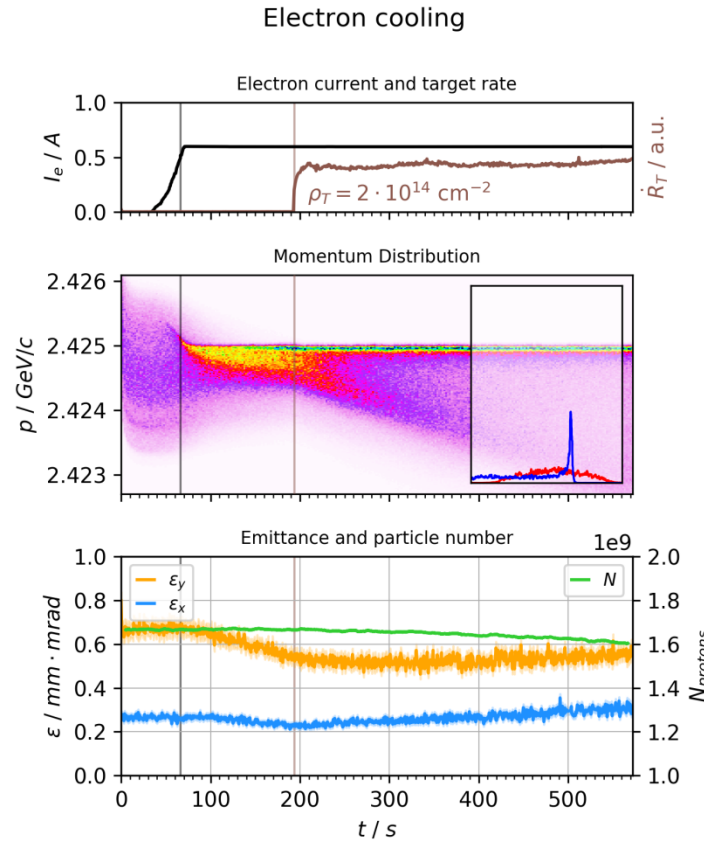 Electron cooling
Electron current and target rate
1.0
0.5
0.0
I_e / A
Ṙ_T / a.u.
ρ_T = 2 · 10^14 cm^−2
Momentum Distribution
2.426
2.425
2.424
2.423
p / GeV/c
Emittance and particle number
1e9
1.0
0.8
0.6
0.4
0.2
0.0
ε / mm · mrad
ε_y
ε_x
N
2.0
1.8
1.6
1.4
1.2
1.0
N_protons
0
100
200
300
400
500
t / s